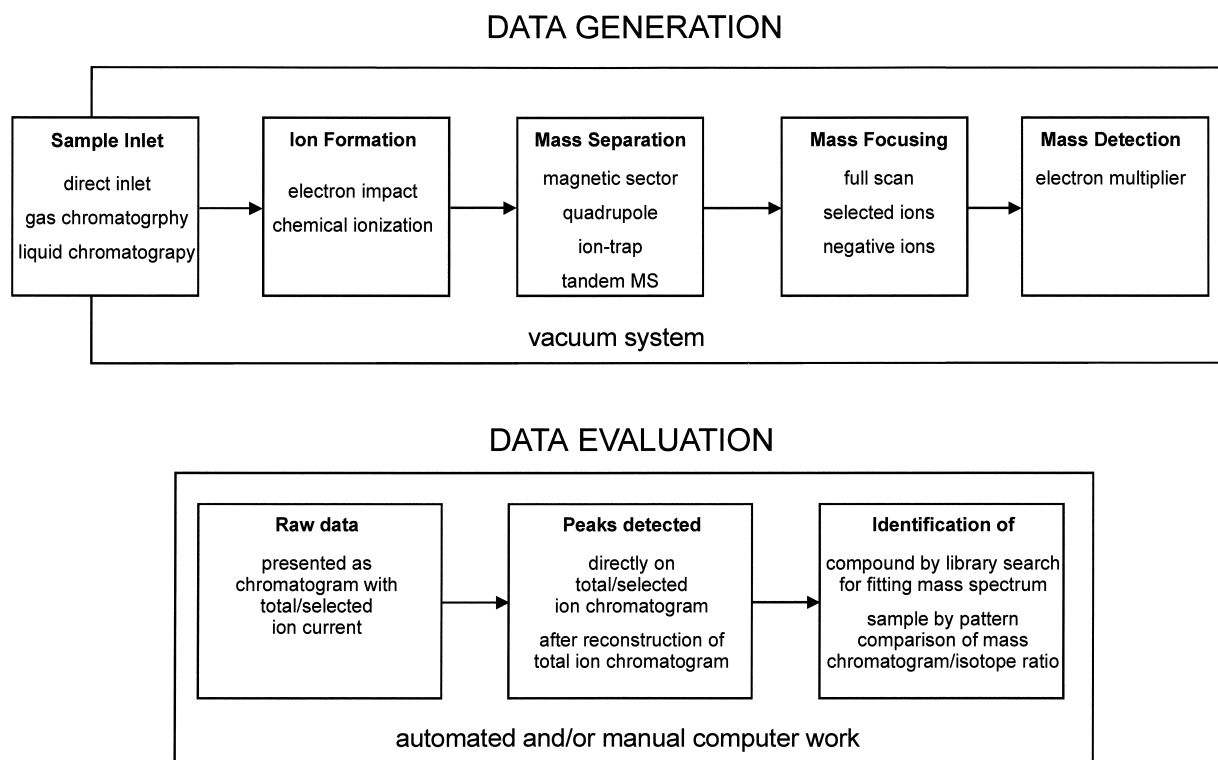 DATA GENERATION
Sample Inlet
direct inlet
gas chromatogrphy
liquid chromatograpy
Ion Formation
electron impact
chemical ionization
Mass Separation
magnetic sector
quadrupole
ion-trap
tandem MS
Mass Focusing
full scan
selected ions
negative ions
Mass Detection
electron multiplier
vacuum system
DATA EVALUATION
Raw data
presented as
chromatogram with
total/selected
ion current
Peaks detected
directly on
total/selected
ion chromatogram
after reconstruction of
total ion chromatogram
Identification of
compound by library search
for fitting mass spectrum
sample by pattern
comparison of mass
chromatogram/isotope ratio
automated and/or manual computer work